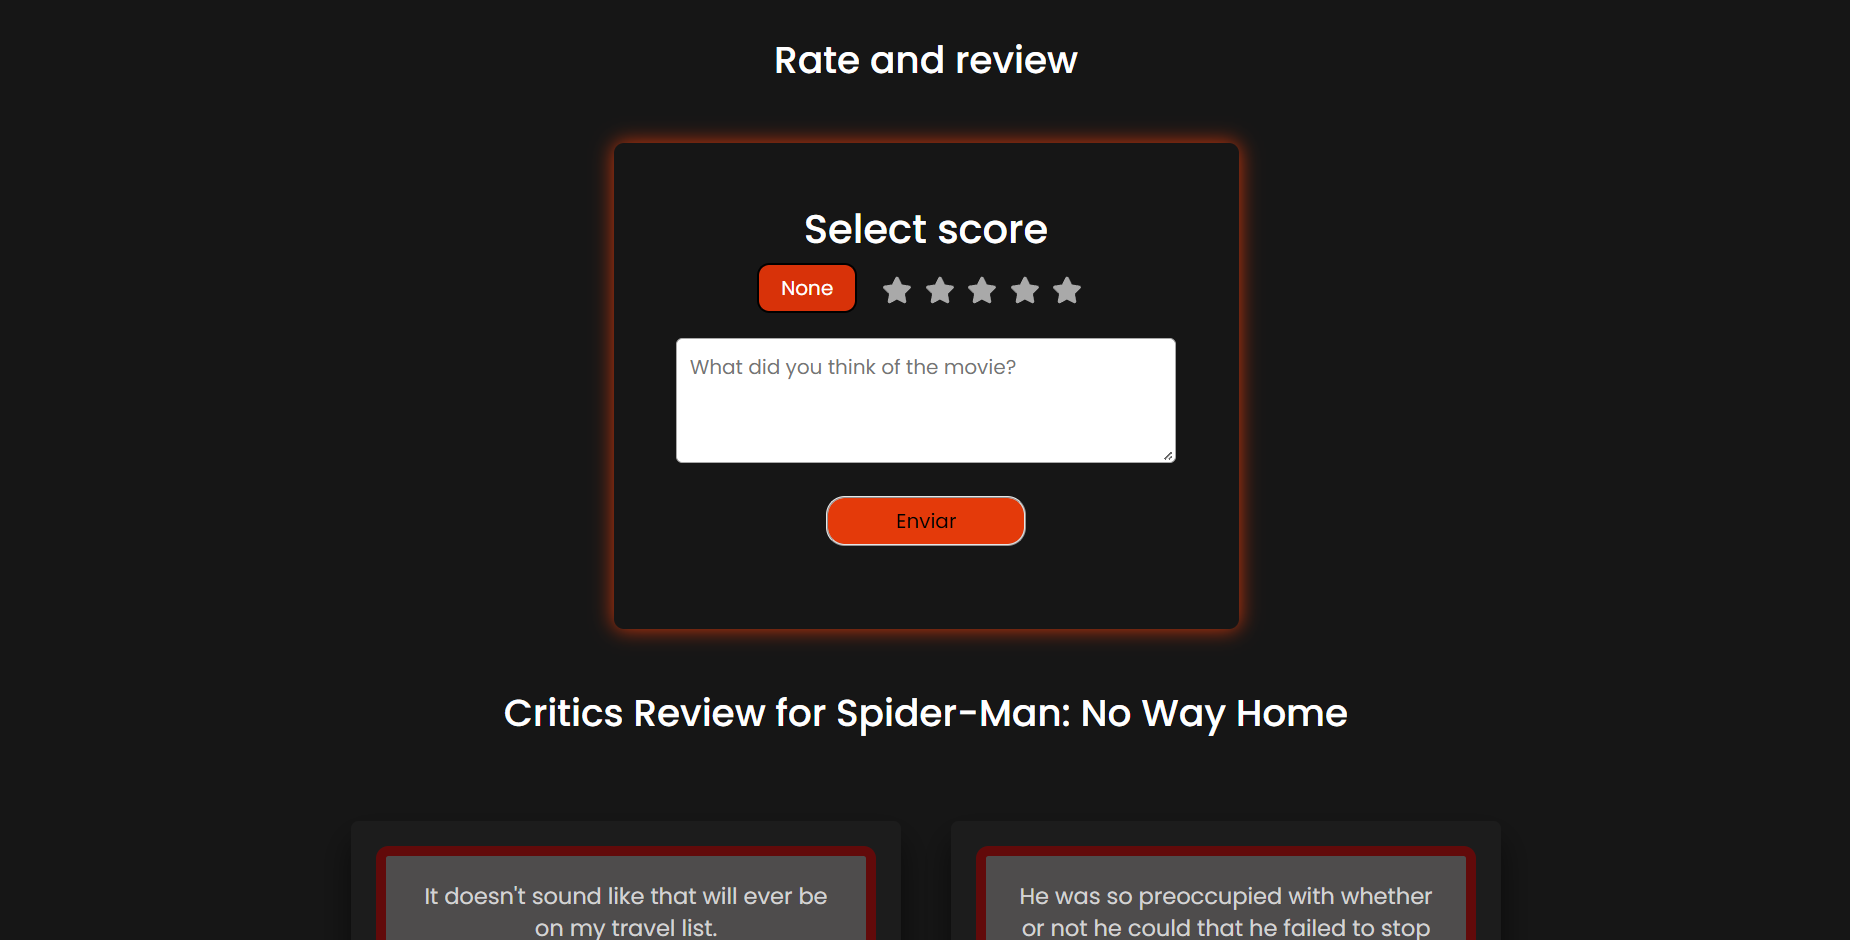 Rate and review
Select score
None
What did you think of the movie?
Enviar
Critics Review for Spider-Man: No Way Home
It doesn't sound like that will ever be
on my travel list.
He was so preoccupied with whether
or not he could that he failed to stop